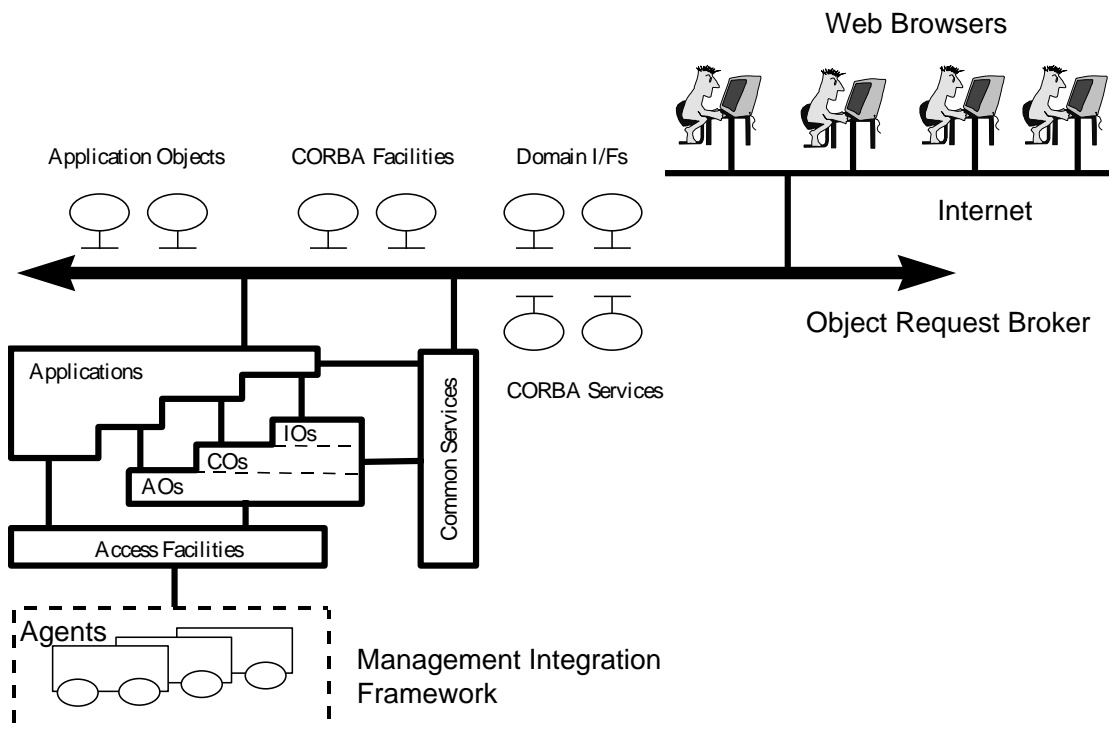 Web Browsers
Application Objects
CORBA Facilities
Domain I/Fs
Internet
Object Request Broker
CORBA Services
Applications
IOs
COs
AOs
Common Services
Access Facilities
Agents
Management Integration
Framework